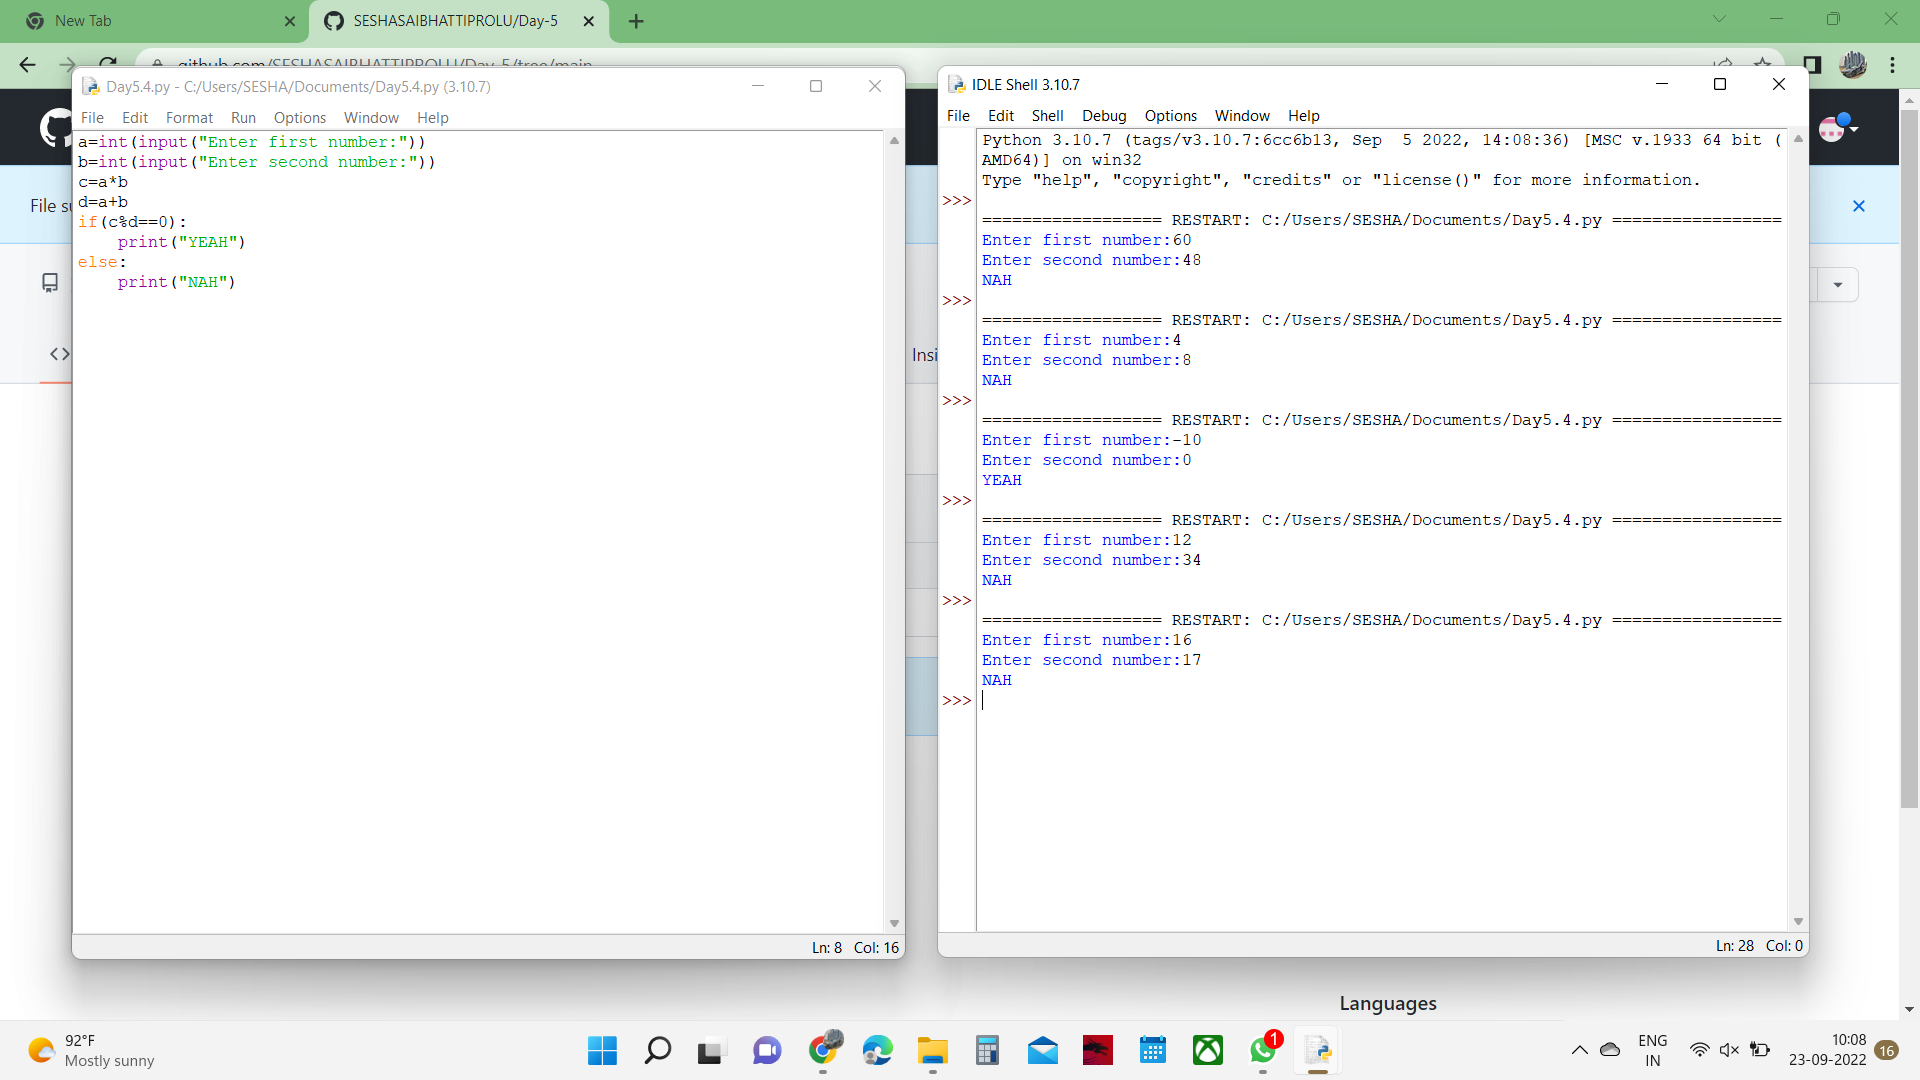 New Tab
SESHASAIBHATTIPROLU/Day-5
github.com/SESHASAIBHATTIPROLU/Day-5/tree/main
Day5.4.py - C:/Users/SESHA/Documents/Day5.4.py (3.10.7)
File Edit Format Run Options Window Help
a=int(input("Enter first number:"))
b=int(input("Enter second number:"))
c=a*b
d=a+b
if(c%d==0):
    print("YEAH")
else:
    print("NAH")
Ln: 8 Col: 16
File su
Insi
IDLE Shell 3.10.7
File Edit Shell Debug Options Window Help
Python 3.10.7 (tags/v3.10.7:6cc6b13, Sep  5 2022, 14:08:36) [MSC v.1933 64 bit (
AMD64)] on win32
Type "help", "copyright", "credits" or "license()" for more information.
>>>
================== RESTART: C:/Users/SESHA/Documents/Day5.4.py =================
Enter first number:60
Enter second number:48
NAH
>>>
================== RESTART: C:/Users/SESHA/Documents/Day5.4.py =================
Enter first number:4
Enter second number:8
NAH
>>>
================== RESTART: C:/Users/SESHA/Documents/Day5.4.py =================
Enter first number:-10
Enter second number:0
YEAH
>>>
================== RESTART: C:/Users/SESHA/Documents/Day5.4.py =================
Enter first number:12
Enter second number:34
NAH
>>>
================== RESTART: C:/Users/SESHA/Documents/Day5.4.py =================
Enter first number:16
Enter second number:17
NAH
>>>
Ln: 28 Col: 0
Languages
92°F
Mostly sunny
1
ENG
IN
10:08
23-09-2022
16